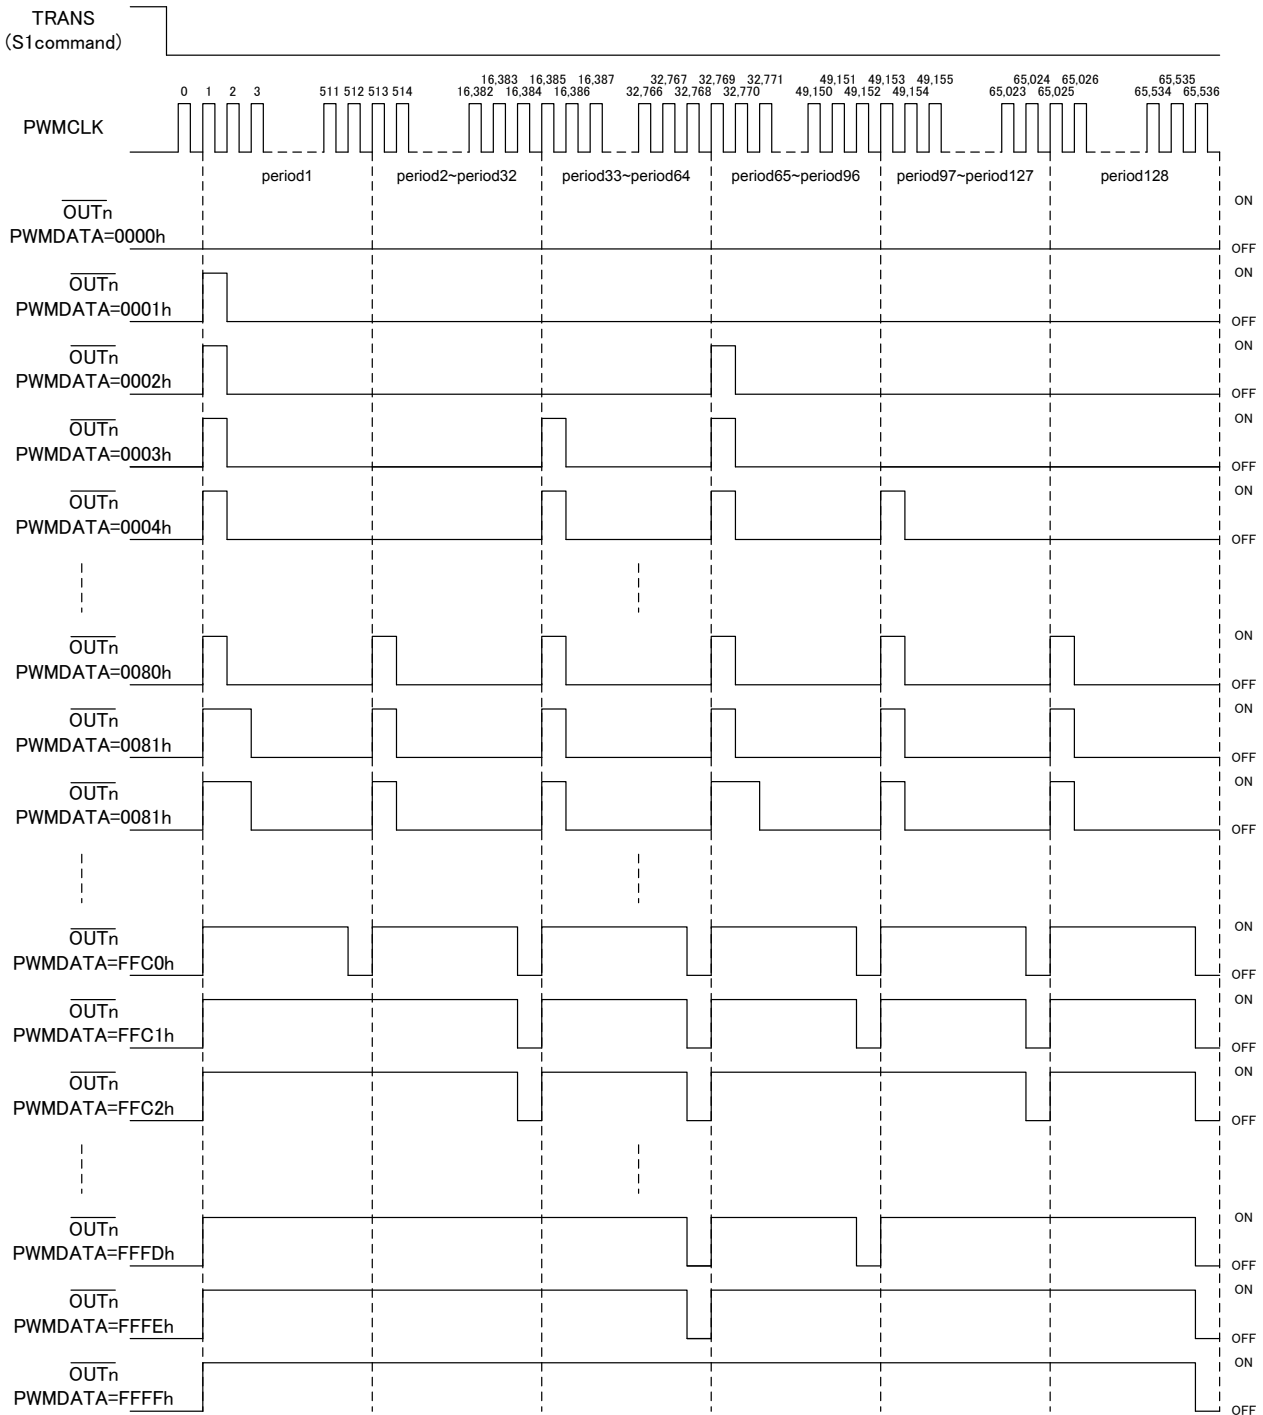 TRANS
(S1command)
16,383 16,385 16,387 32,767 32,769 32,771 49,151 49,153 49,155 65,024 65,026 65,535
0 1 2 3 511 512 513 514 16,382 16,384 16,386 32,766 32,768 32,770 49,150 49,152 49,154 65,023 65,025 65,534 65,536
PWMCLK
period1 period2~period32 period33~period64 period65~period96 period97~period127 period128
ON
OUTn
PWMDATA=0000h
OFF
ON
OUTn
PWMDATA=0001h
OFF
ON
OUTn
PWMDATA=0002h
OFF
ON
OUTn
PWMDATA=0003h
OFF
ON
OUTn
PWMDATA=0004h
OFF
ON
OUTn
PWMDATA=0080h
OFF
ON
OUTn
PWMDATA=0081h
OFF
ON
OUTn
PWMDATA=0081h
OFF
ON
OUTn
PWMDATA=FFC0h
OFF
ON
OUTn
PWMDATA=FFC1h
OFF
ON
OUTn
PWMDATA=FFC2h
OFF
ON
OUTn
PWMDATA=FFFDh
OFF
ON
OUTn
PWMDATA=FFFEh
OFF
ON
OUTn
PWMDATA=FFFFh
OFF